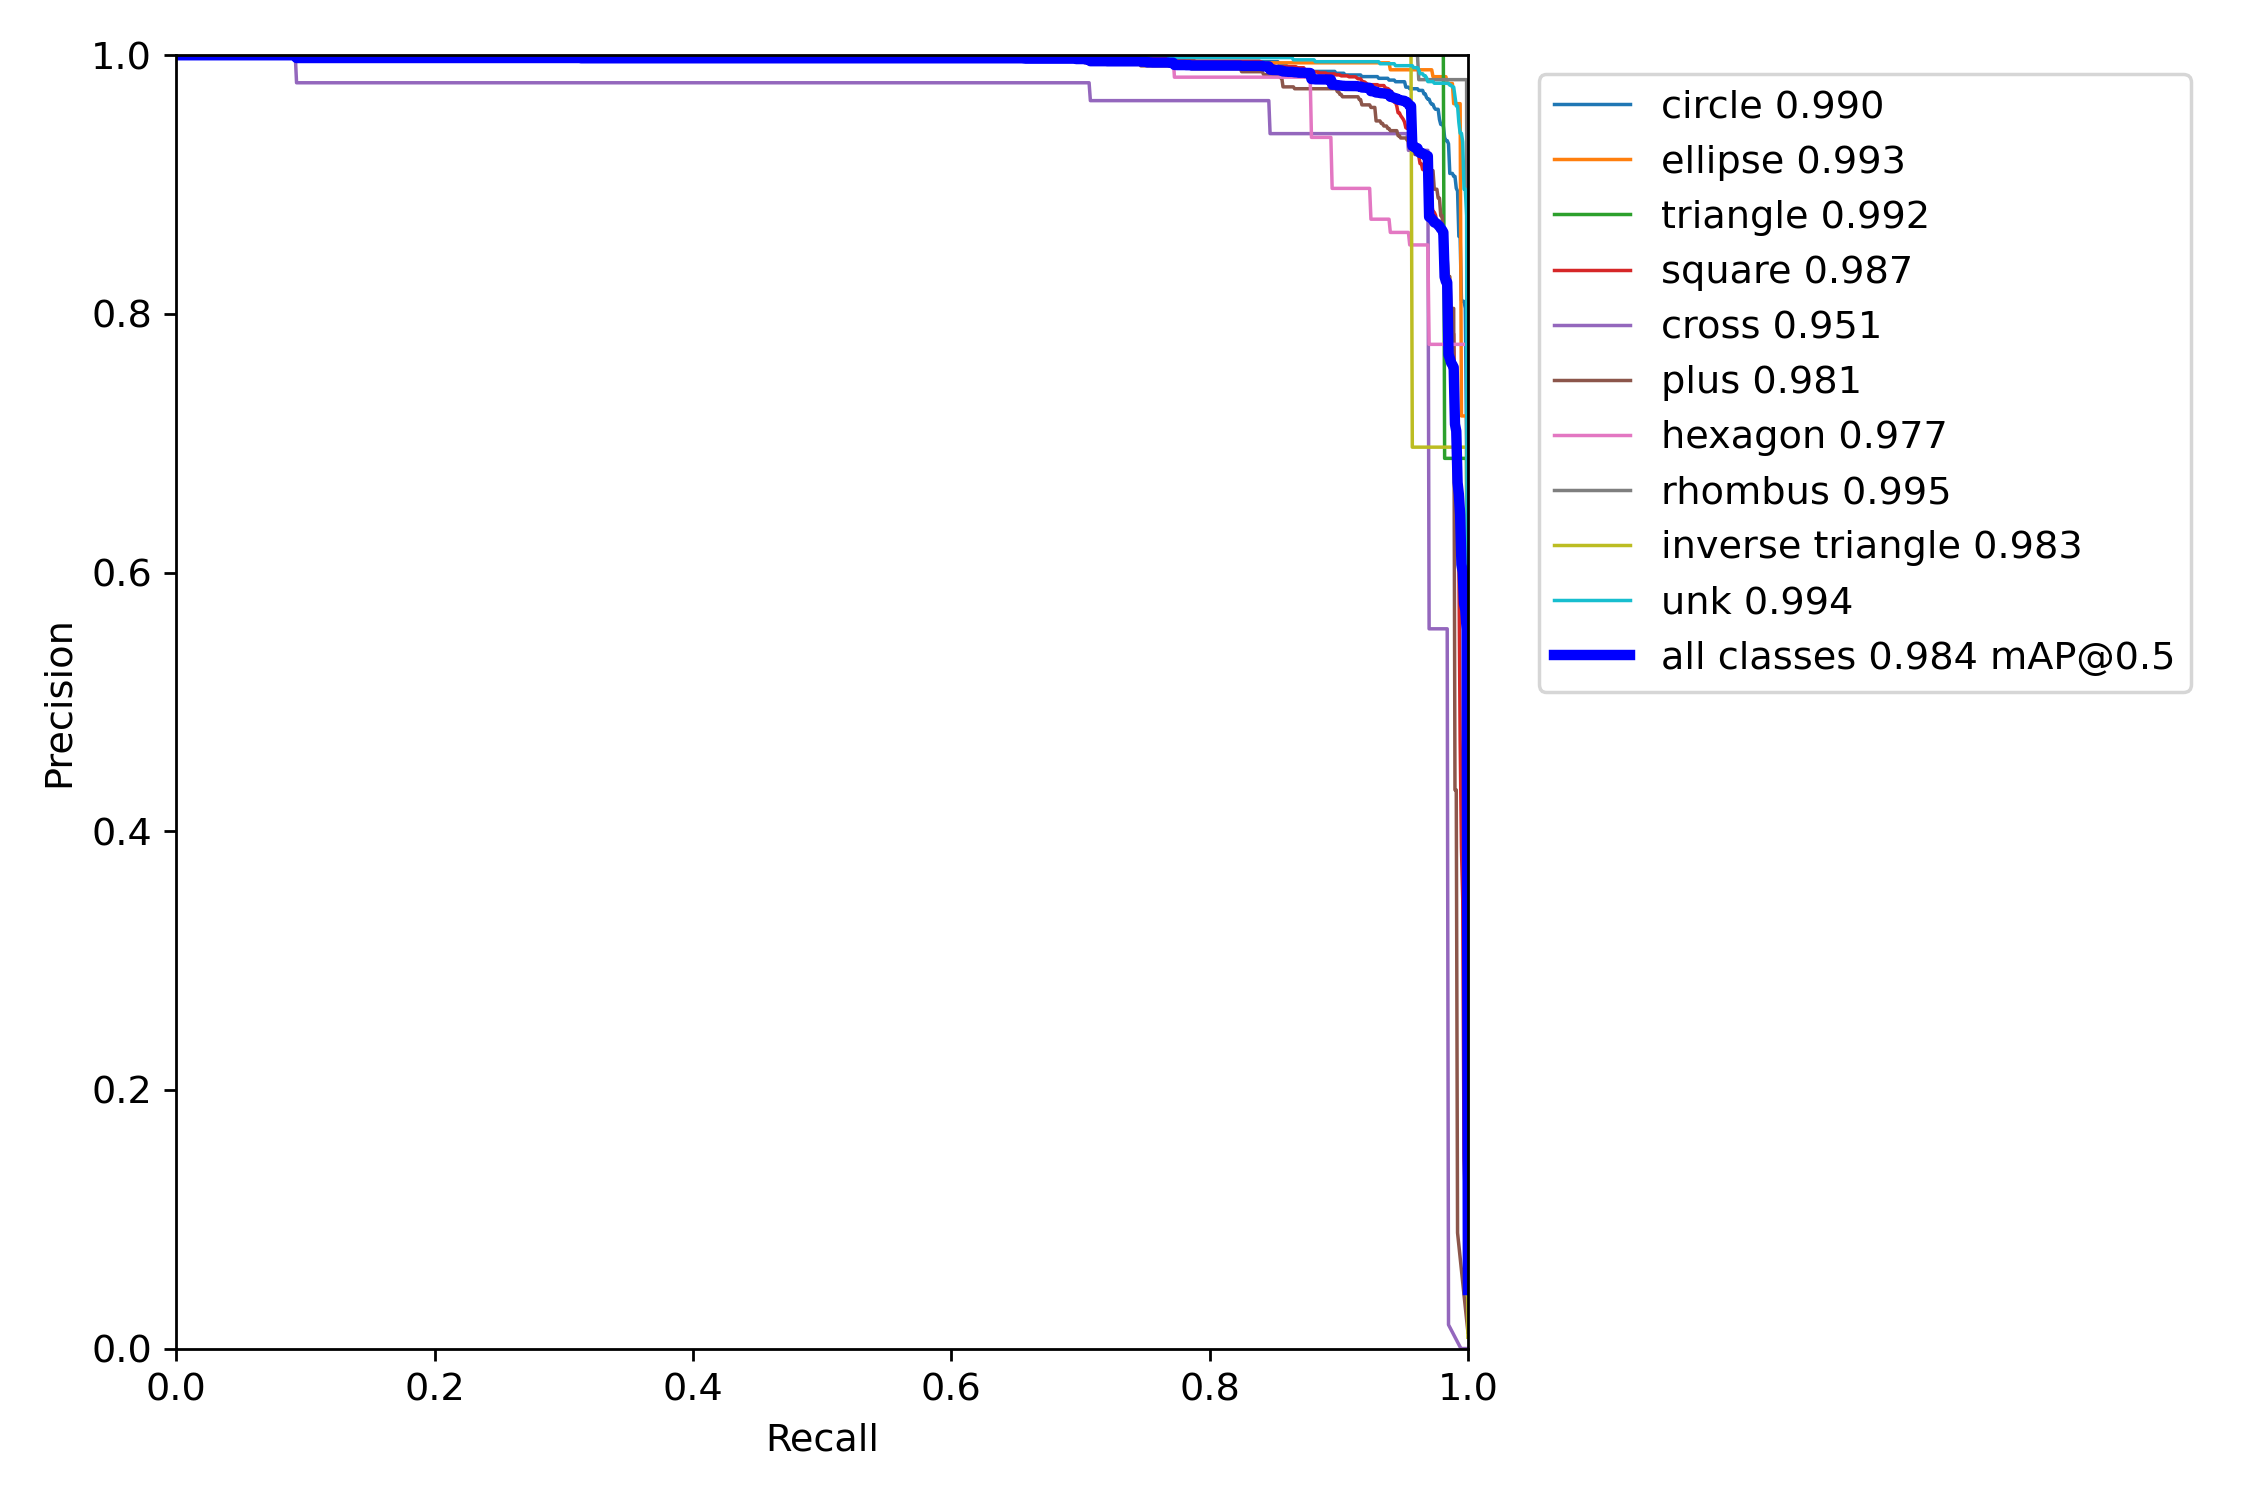 1.0
0.8
0.6
0.4
0.2
0.0
Precision
0.0 0.2 0.4 0.6 0.8 1.0
Recall
circle 0.990
ellipse 0.993
triangle 0.992
square 0.987
cross 0.951
plus 0.981
hexagon 0.977
rhombus 0.995
inverse triangle 0.983
unk 0.994
all classes 0.984 mAP@0.5